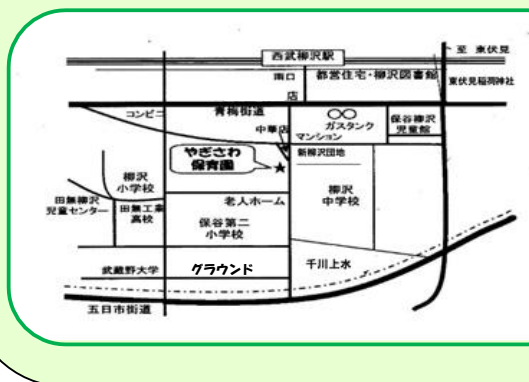 至 東伏見
西武柳沢駅
南口
都営住宅・柳沢図書館
東伏見稲荷神社
店
コンビニ
青梅街道
ガスタンク
保谷柳沢
児童館
中華店
マンション
やぎさわ
保育園
新柳沢団地
柳沢
小学校
柳沢
中学校
田無柳沢
児童センター
田無工業
高校
老人ホーム
保谷第二
小学校
武蔵野大学
グラウンド
千川上水
五日市街道